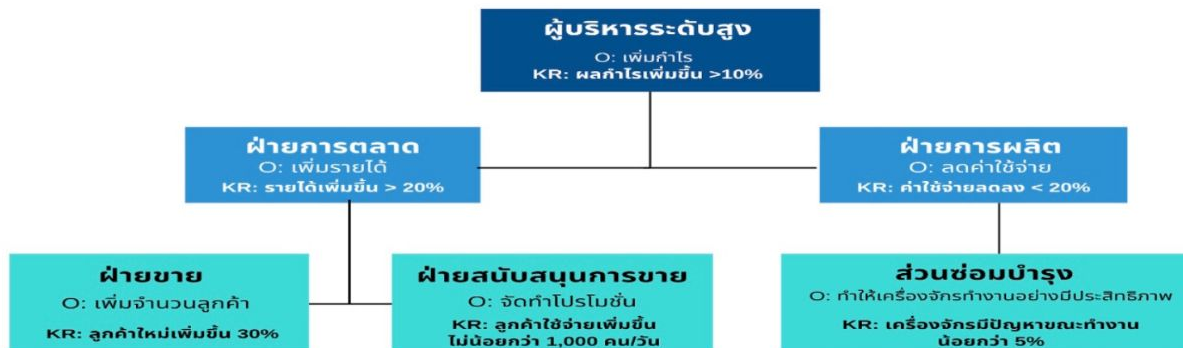 ผู้บริหารระดับสูง
O: เพิ่มกำไร
KR: ผลกำไรเพิ่มขึ้น >10%
ฝ่ายการตลาด
O: เพิ่มรายได้
KR: รายได้เพิ่มขึ้น > 20%
ฝ่ายการผลิต
O: ลดค่าใช้จ่าย
KR: ค่าใช้จ่ายลดลง < 20%
ฝ่ายขาย
O: เพิ่มจำนวนลูกค้า
KR: ลูกค้าใหม่เพิ่มขึ้น 30%
ฝ่ายสนับสนุนการขาย
O: จัดทำโปรโมชั่น
KR: ลูกค้าใช้จ่ายเพิ่มขึ้น
ไม่น้อยกว่า 1,000 คน/วัน
ส่วนซ่อมบำรุง
O: ทำให้เครื่องจักรทำงานอย่างมีประสิทธิภาพ
KR: เครื่องจักรมีปัญหาขณะทำงาน
น้อยกว่า 5%